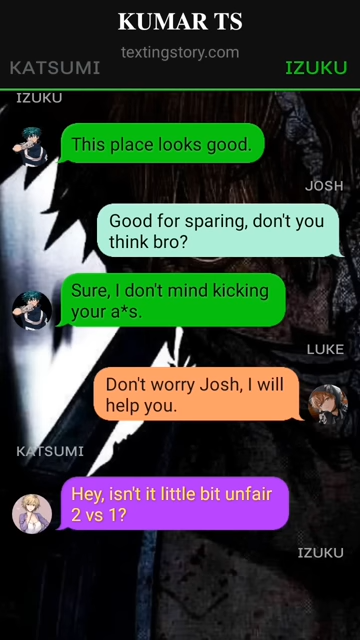 KUMAR TS
textingstory.com
KATSUMI
IZUKU
IZUKU
This place looks good.
JOSH
Good for sparing, don't you
think bro?
Sure, I don't mind kicking
your a*s.
LUKE
Don't worry Josh, I will
help you.
KATSUMI
Hey, isn't it little bit unfair
2 vs 1?
IZUKU